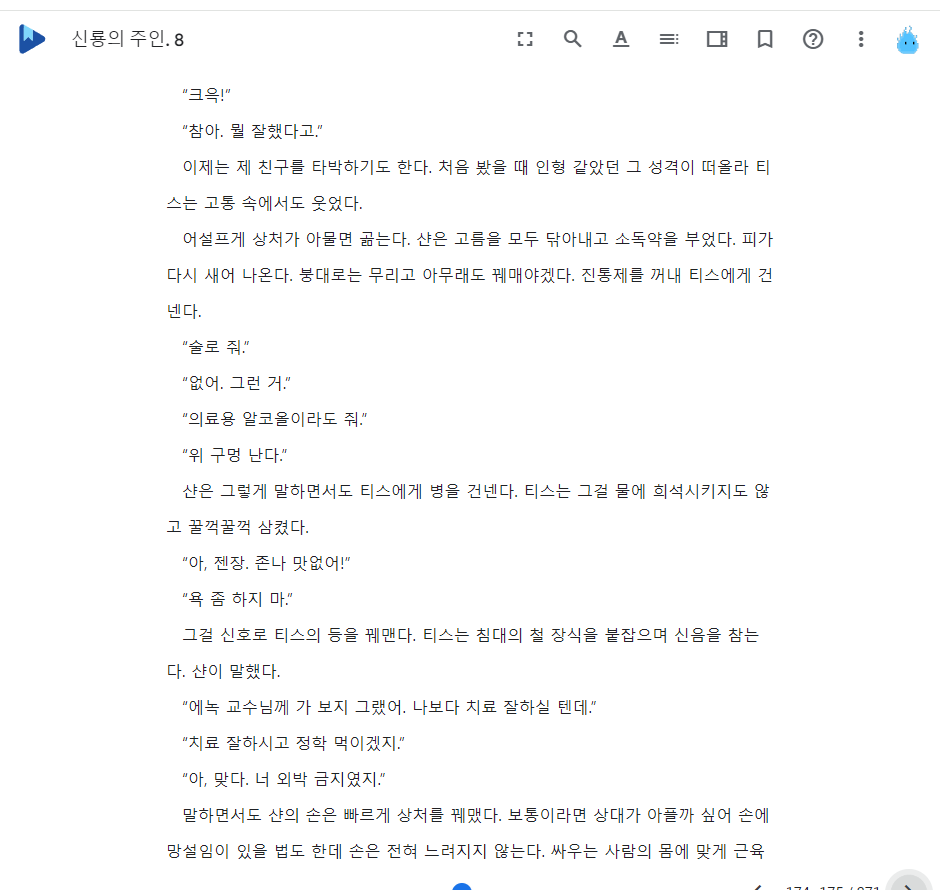 신룡의 주인. 8
“크윽!”
“참아. 뭘 잘했다고.”
이제는 제 친구를 타박하기도 한다. 처음 봤을 때 인형 같았던 그 성격이 떠올라 티
스는 고통 속에서도 웃었다.
어설프게 상처가 아물면 곪는다. 샨은 고름을 모두 닦아내고 소독약을 부었다. 피가
다시 새어 나온다. 붕대로는 무리고 아무래도 꿰매야겠다. 진통제를 꺼내 티스에게 건
넨다.
“술로 줘.”
“없어. 그런 거.”
“의료용 알코올이라도 줘.”
“위 구멍 난다.”
샨은 그렇게 말하면서도 티스에게 병을 건넨다. 티스는 그걸 물에 희석시키지도 않
고 꿀꺽꿀꺽 삼켰다.
“아, 젠장. 존나 맛없어!”
“욕 좀 하지 마.”
그걸 신호로 티스의 등을 꿰맨다. 티스는 침대의 철 장식을 붙잡으며 신음을 참는
다. 샨이 말했다.
“에녹 교수님께 가 보지 그랬어. 나보다 치료 잘하실 텐데.”
“치료 잘하시고 정학 먹이겠지.”
“아, 맞다. 너 외박 금지였지.”
말하면서도 샨의 손은 빠르게 상처를 꿰맸다. 보통이라면 상대가 아플까 싶어 손에
망설임이 있을 법도 한데 손은 전혀 느려지지 않는다. 싸우는 사람의 몸에 맞게 근육